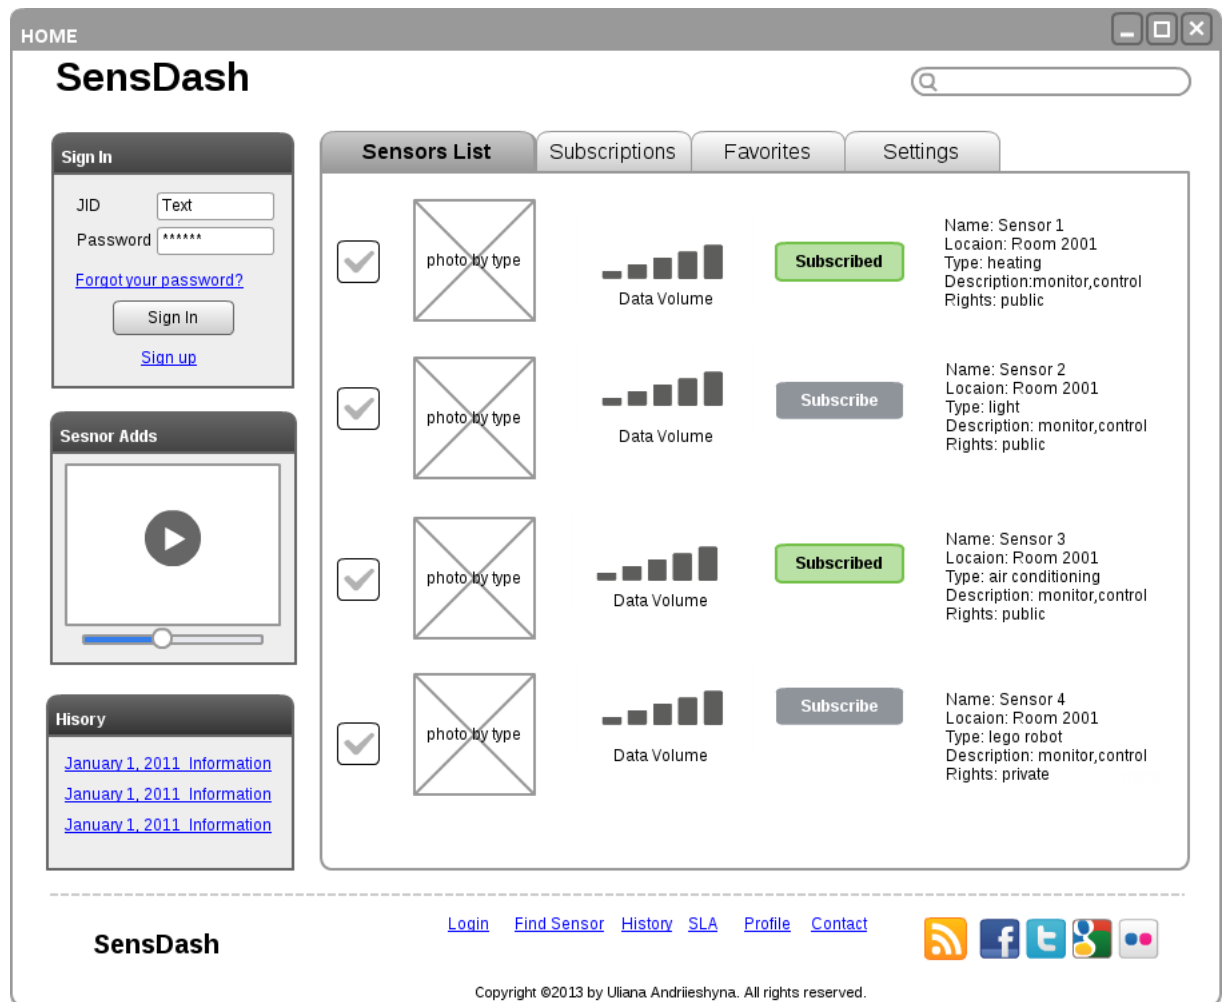 HOME
SensDash
Sign In
JID Text
Password ******
Forgot your password?
Sign In
Sign up
Sesnor Adds
Hisory
January 1, 2011 Information
January 1, 2011 Information
January 1, 2011 Information
Sensors List Subscriptions Favorites Settings
photo by type
Data Volume
Subscribed
Name: Sensor 1
Locaion: Room 2001
Type: heating
Description:monitor,control
Rights: public
photo by type
Data Volume
Subscribe
Name: Sensor 2
Locaion: Room 2001
Type: light
Description: monitor,control
Rights: public
photo by type
Data Volume
Subscribed
Name: Sensor 3
Locaion: Room 2001
Type: air conditioning
Description: monitor,control
Rights: public
photo by type
Data Volume
Subscribe
Name: Sensor 4
Locaion: Room 2001
Type: lego robot
Description: monitor,control
Rights: private
SensDash
Login Find Sensor History SLA Profile Contact
Copyright ©2013 by Uliana Andriieshyna. All rights reserved.